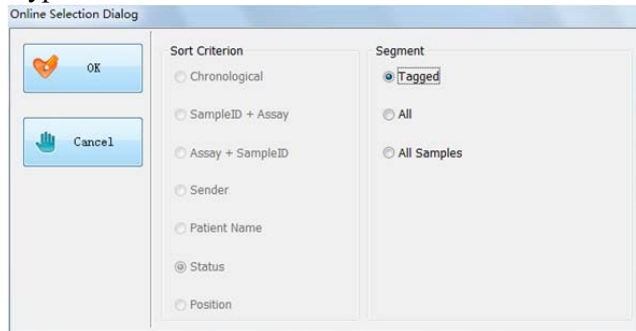 Online Selection Dialog
OK
Cancel
Sort Criterion
Chronological
SampleID + Assay
Assay + SampleID
Sender
Patient Name
Status
Position
Segment
Tagged
All
All Samples